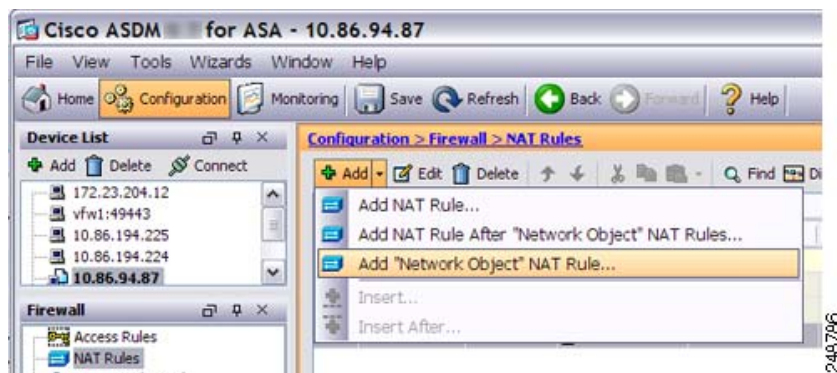 Cisco ASDM for ASA - 10.86.94.87
File View Tools Wizards Window Help
Home Configuration Monitoring Save Refresh Back Forward Help
Device List
Add Delete Connect
172.23.204.12
vfw1:49443
10.86.194.225
10.86.194.224
10.86.94.87
Firewall
Access Rules
NAT Rules
Configuration > Firewall > NAT Rules
Add Edit Delete Find Di
Add NAT Rule...
Add NAT Rule After "Network Object" NAT Rules...
Add "Network Object" NAT Rule...
Insert...
Insert After...
248786